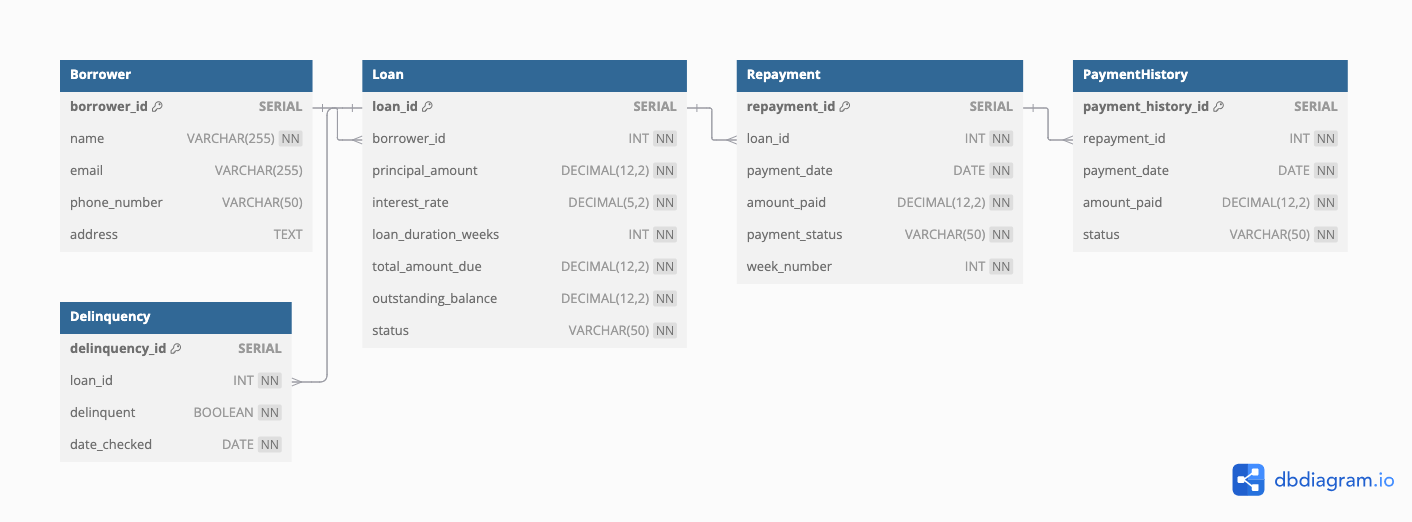 Borrower
borrower_id SERIAL
name VARCHAR(255) NN
email VARCHAR(255)
phone_number VARCHAR(50)
address TEXT
Delinquency
delinquency_id SERIAL
loan_id INT NN
delinquent BOOLEAN NN
date_checked DATE NN
Loan
loan_id SERIAL
borrower_id INT NN
principal_amount DECIMAL(12,2) NN
interest_rate DECIMAL(5,2) NN
loan_duration_weeks INT NN
total_amount_due DECIMAL(12,2) NN
outstanding_balance DECIMAL(12,2) NN
status VARCHAR(50) NN
Repayment
repayment_id SERIAL
loan_id INT NN
payment_date DATE NN
amount_paid DECIMAL(12,2) NN
payment_status VARCHAR(50) NN
week_number INT NN
PaymentHistory
payment_history_id SERIAL
repayment_id INT NN
payment_date DATE NN
amount_paid DECIMAL(12,2) NN
status VARCHAR(50) NN
dbdiagram.io